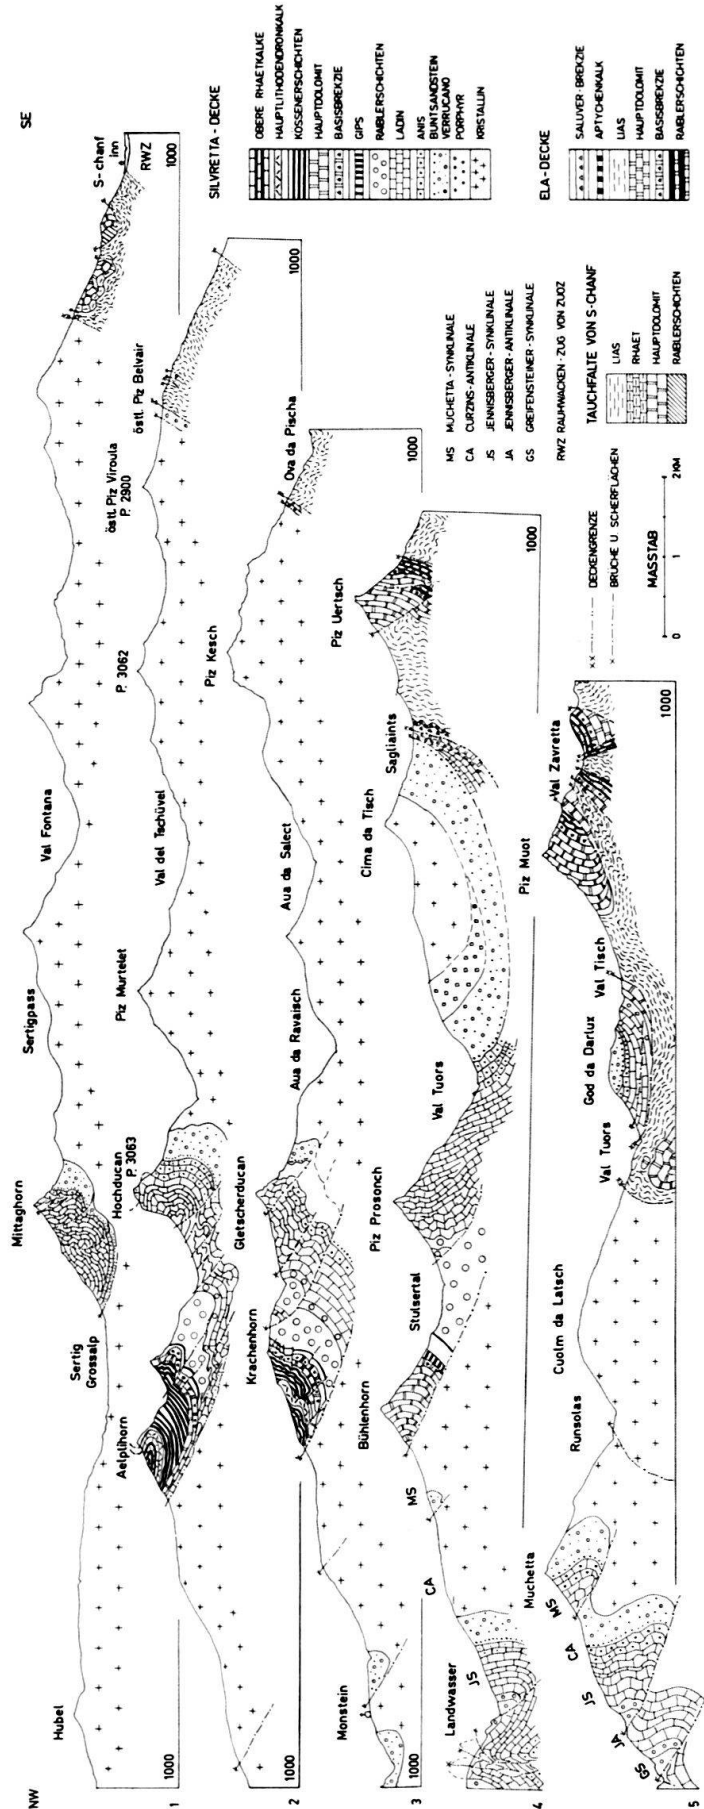 NW
SE
Hubel
Sertig
Grossalp
Mittaghorn
Sertigpass
Val Fontana
S-chanf
Inn
RWZ
1000
1000
1
Aelplihorn
Hochducan
P. 3063
Piz Murtelet
Val del Tschüvel
P. 3062
östl. Piz Viroula
P. 2900
östl. Piz Belvair
1000
1000
2
Monstein
Krachenhorn
Gletscherducan
Aua da Ravaisch
Aua da Salect
Piz Kesch
Ova da Pischa
1000
1000
3
Landwasser
JS
CA
MS
Bühlenhorn
Stulsertal
Piz Prosonch
Val Tuors
Cima da Tisch
Sagliaints
Piz Uertsch
1000
4
GS
JA
JS
CA
MS
Muchetta
Runsolas
Cuolm da Latsch
Val Tuors
God da Darlux
Val Tisch
Piz Muot
Val Zavretta
1000
5
SILVRETTA - DECKE
OBERE RHAETKALKE
HAUPTLITHODENDRONKALK
KÖSSENERSCHICHTEN
HAUPTDOLOMIT
BASISBREKZIE
GIPS
RAIBLERSCHICHTEN
LADIN
ANIS
BUNTSANDSTEIN
VERRUCANO
PORPHYR
KRISTALLIN
ELA-DECKE
SALUVER-BREKZIE
APTYCHENKALK
LIAS
HAUPTDOLOMIT
BASISBREKZIE
RAIBLERSCHICHTEN
MS MUCHETTA - SYNKLINALE
CA CURZINS-ANTIKLINALE
JS JENNISBERGER - SYNKLINALE
JA JENNISBERGER - ANTIKLINALE
GS GREIFENSTEINER - SYNKLINALE
RWZ RAUHWACKEN - ZUG VON ZUOZ
TAUCHFALTE VON S-CHANF
LIAS
RHAET
HAUPTDOLOMIT
RAIBLERSCHICHTEN
DECKENGRENZE
BRÜCHE U. SCHERFLÄCHEN
MASSTAB
0 1 2 KM